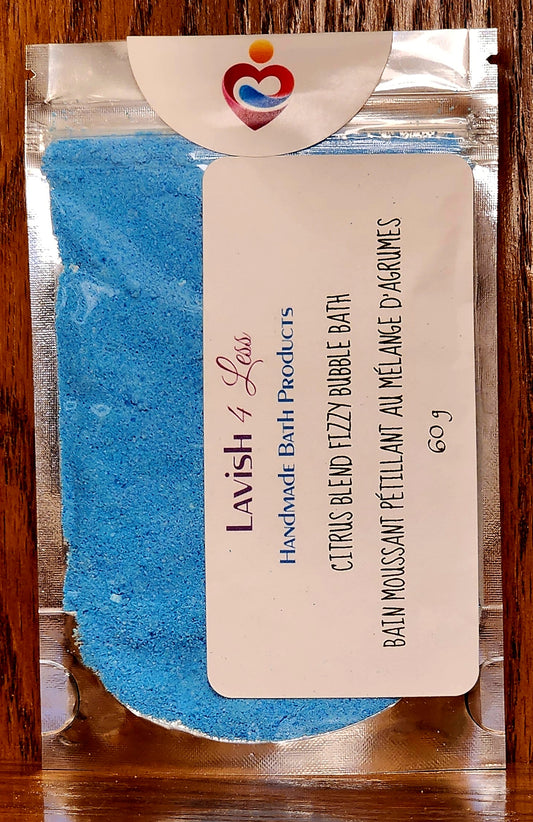 Lavish 4 Less
Handmade Bath Products
CITRUS BLEND FIZZY BUBBLE BATH
BAIN MOUSSANT PÉTILLANT AU MÉLANGE D'AGRUMES
60 g